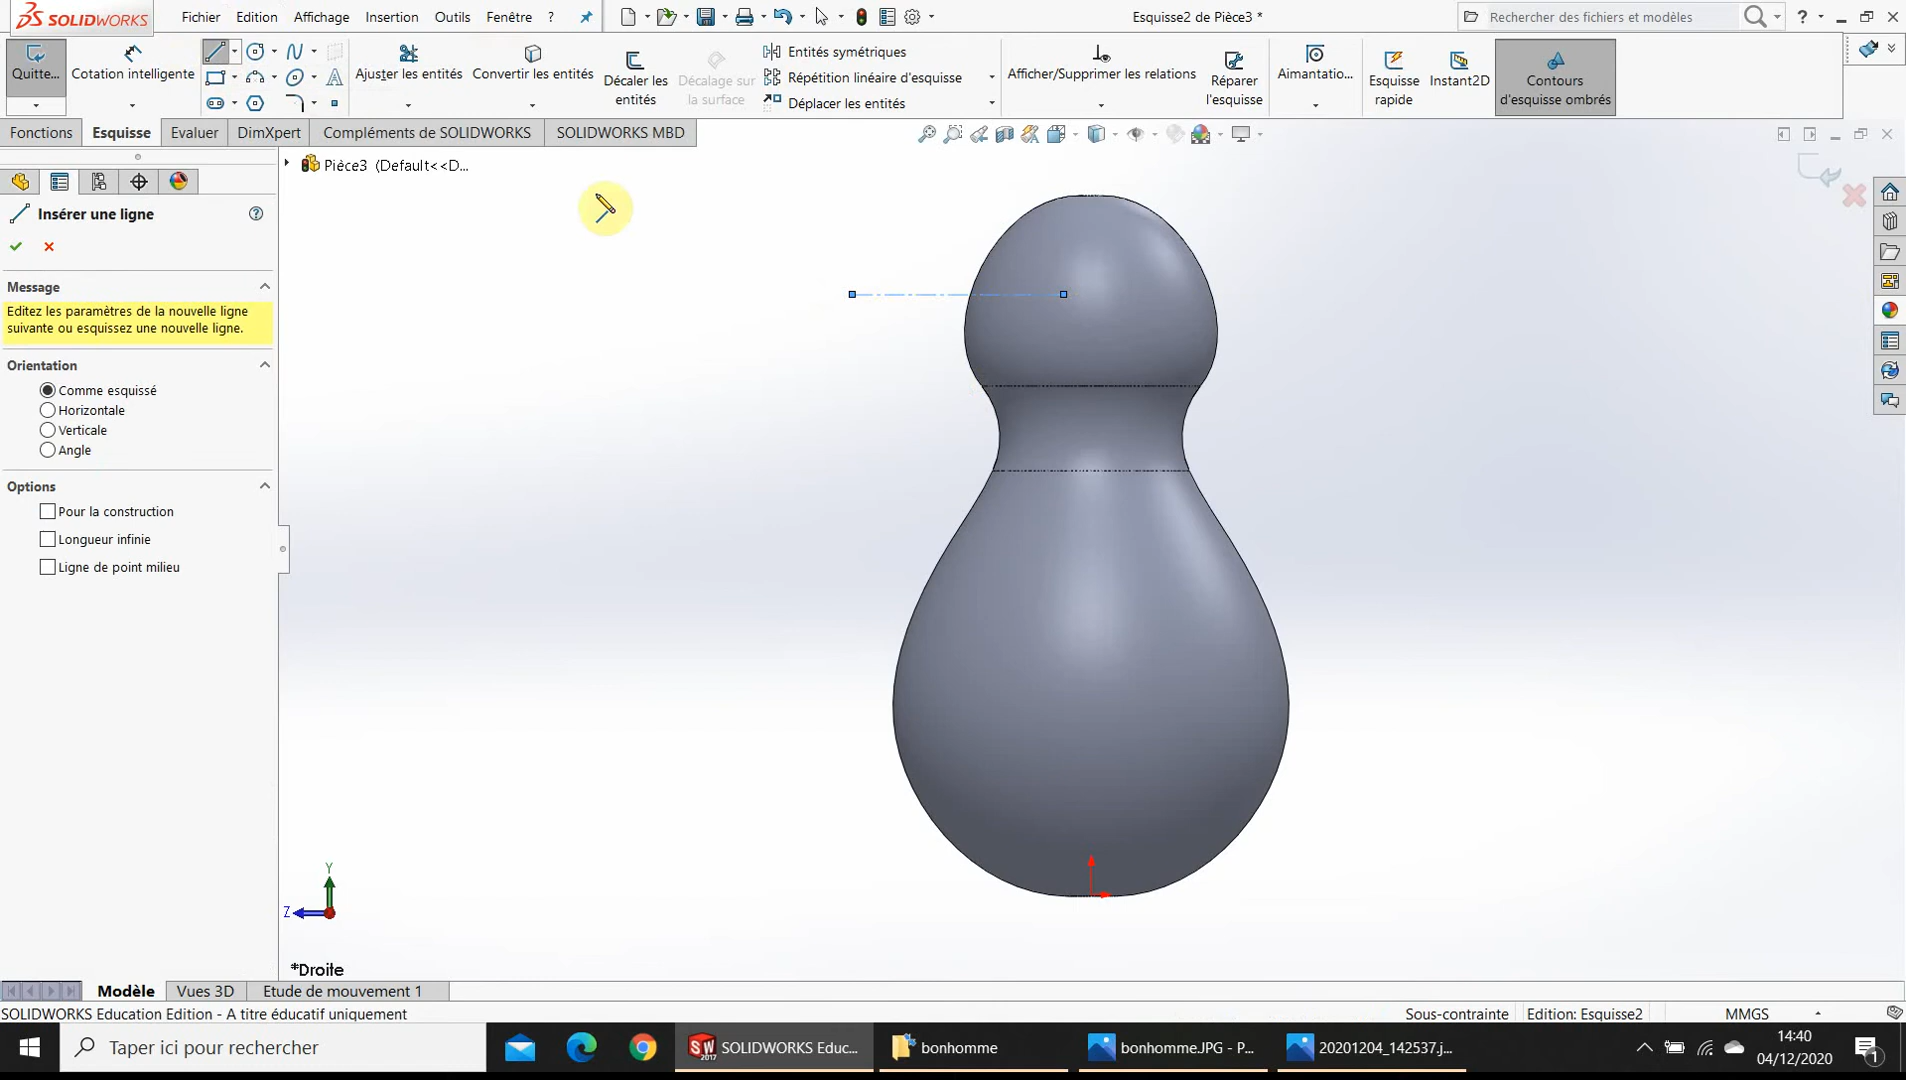 SOLIDWORKS
Fichier Edition Affichage Insertion Outils Fenêtre ?
Esquisse2 de Pièce3 *
Rechercher des fichiers et modèles
Quitte...
Cotation intelligente
Ajuster les entités
Convertir les entités
Décaler les
entités
Décalage sur
la surface
Entités symétriques
Répétition linéaire d'esquisse
Déplacer les entités
Afficher/Supprimer les relations
Réparer
l'esquisse
Aimantatio...
Esquisse
rapide
Instant2D
Contours
d'esquisse ombrés
Fonctions Esquisse Evaluer DimXpert Compléments de SOLIDWORKS SOLIDWORKS MBD
Pièce3 (Default<<D...
Insérer une ligne
Message
Editez les paramètres de la nouvelle ligne
suivante ou esquissez une nouvelle ligne.
Orientation
Comme esquissé
Horizontale
Verticale
Angle
Options
Pour la construction
Longueur infinie
Ligne de point milieu
Y
Z
*Droite
Modèle Vues 3D Etude de mouvement 1
SOLIDWORKS Education Edition - A titre éducatif uniquement
Sous-contrainte Edition: Esquisse2 MMGS
Taper ici pour rechercher
SW
2017
SOLIDWORKS Educ...
bonhomme
bonhomme.JPG - P...
20201204_142537.j...
14:40
04/12/2020
1